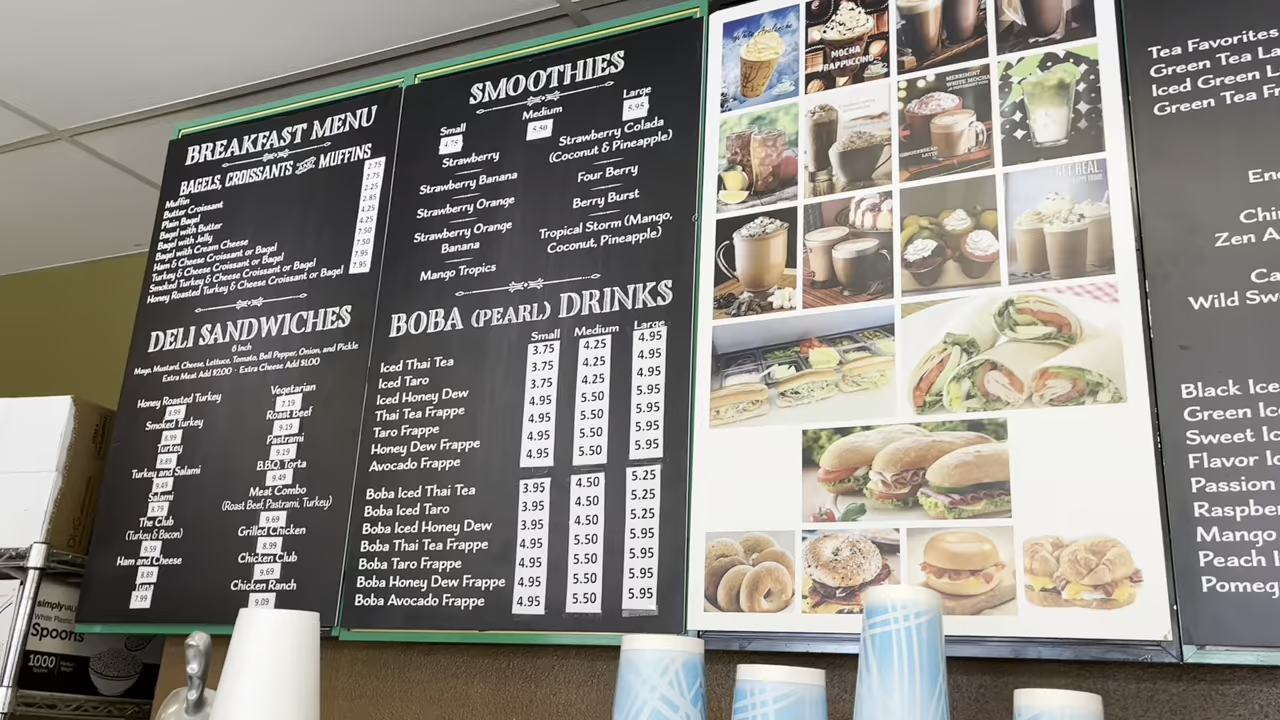 BREAKFAST MENU
BAGELS, CROISSANTS AND MUFFINS
Muffin 2.75
Butter Croissant 2.75
Plain Bagel 2.25
Bagel with Butter 2.85
Bagel with Jelly 4.25
Bagel with Cream Cheese 4.25
Ham & Cheese Croissant or Bagel 7.50
Turkey & Cheese Croissant or Bagel 7.50
Smoked Turkey & Cheese Croissant or Bagel 7.95
Honey Roasted Turkey & Cheese Croissant or Bagel 7.95
DELI SANDWICHES
6 Inch
Mayo, Mustard, Cheese, Lettuce, Tomato, Bell Pepper, Onion, and Pickle
Extra Meat Add $2.00 - Extra Cheese Add $1.00
Honey Roasted Turkey
8.99
Smoked Turkey
8.99
Turkey
8.89
Turkey and Salami
9.49
Salami
8.79
The Club
(Turkey & Bacon)
9.59
Ham and Cheese
8.89
Tuna
7.99
Vegetarian
7.19
Roast Beef
9.19
Pastrami
9.19
B.B.Q. Torta
9.49
Meat Combo
(Roast Beef, Pastrami, Turkey)
9.69
Grilled Chicken
8.99
Chicken Club
9.69
Chicken Ranch
9.09
SMOOTHIES
Small Medium Large
4.75 5.50 5.95
Strawberry
Strawberry Banana
Strawberry Orange
Strawberry Orange
Banana
Mango Tropics
Strawberry Colada
(Coconut & Pineapple)
Four Berry
Berry Burst
Tropical Storm (Mango,
Coconut, Pineapple)
BOBA (PEARL) DRINKS
Small Medium Large
Iced Thai Tea 3.75 4.25 4.95
Iced Taro 3.75 4.25 4.95
Iced Honey Dew 3.75 4.25 4.95
Thai Tea Frappe 4.95 5.50 5.95
Taro Frappe 4.95 5.50 5.95
Honey Dew Frappe 4.95 5.50 5.95
Avocado Frappe 4.95 5.50 5.95
Boba Iced Thai Tea 3.95 4.50 5.25
Boba Iced Taro 3.95 4.50 5.25
Boba Iced Honey Dew 3.95 4.50 5.25
Boba Thai Tea Frappe 4.95 5.50 5.95
Boba Taro Frappe 4.95 5.50 5.95
Boba Honey Dew Frappe 4.95 5.50 5.95
Boba Avocado Frappe 4.95 5.50 5.95
White Avalanche
MOCHA
FRAPPUCCINO
MERRIMINT
WHITE MOCHA
GINGERBREAD
LATTE
GET REAL.
Tea Favorites
Green Tea La
Iced Green L
Green Tea Fr
En
Chi
Zen A
Ca
Wild Sw
Black Ice
Green Ic
Sweet Ic
Flavor Ic
Passion
Raspber
Mango
Peach I
Pomeg
simplyVALU
White Plastic
Spoons
1000